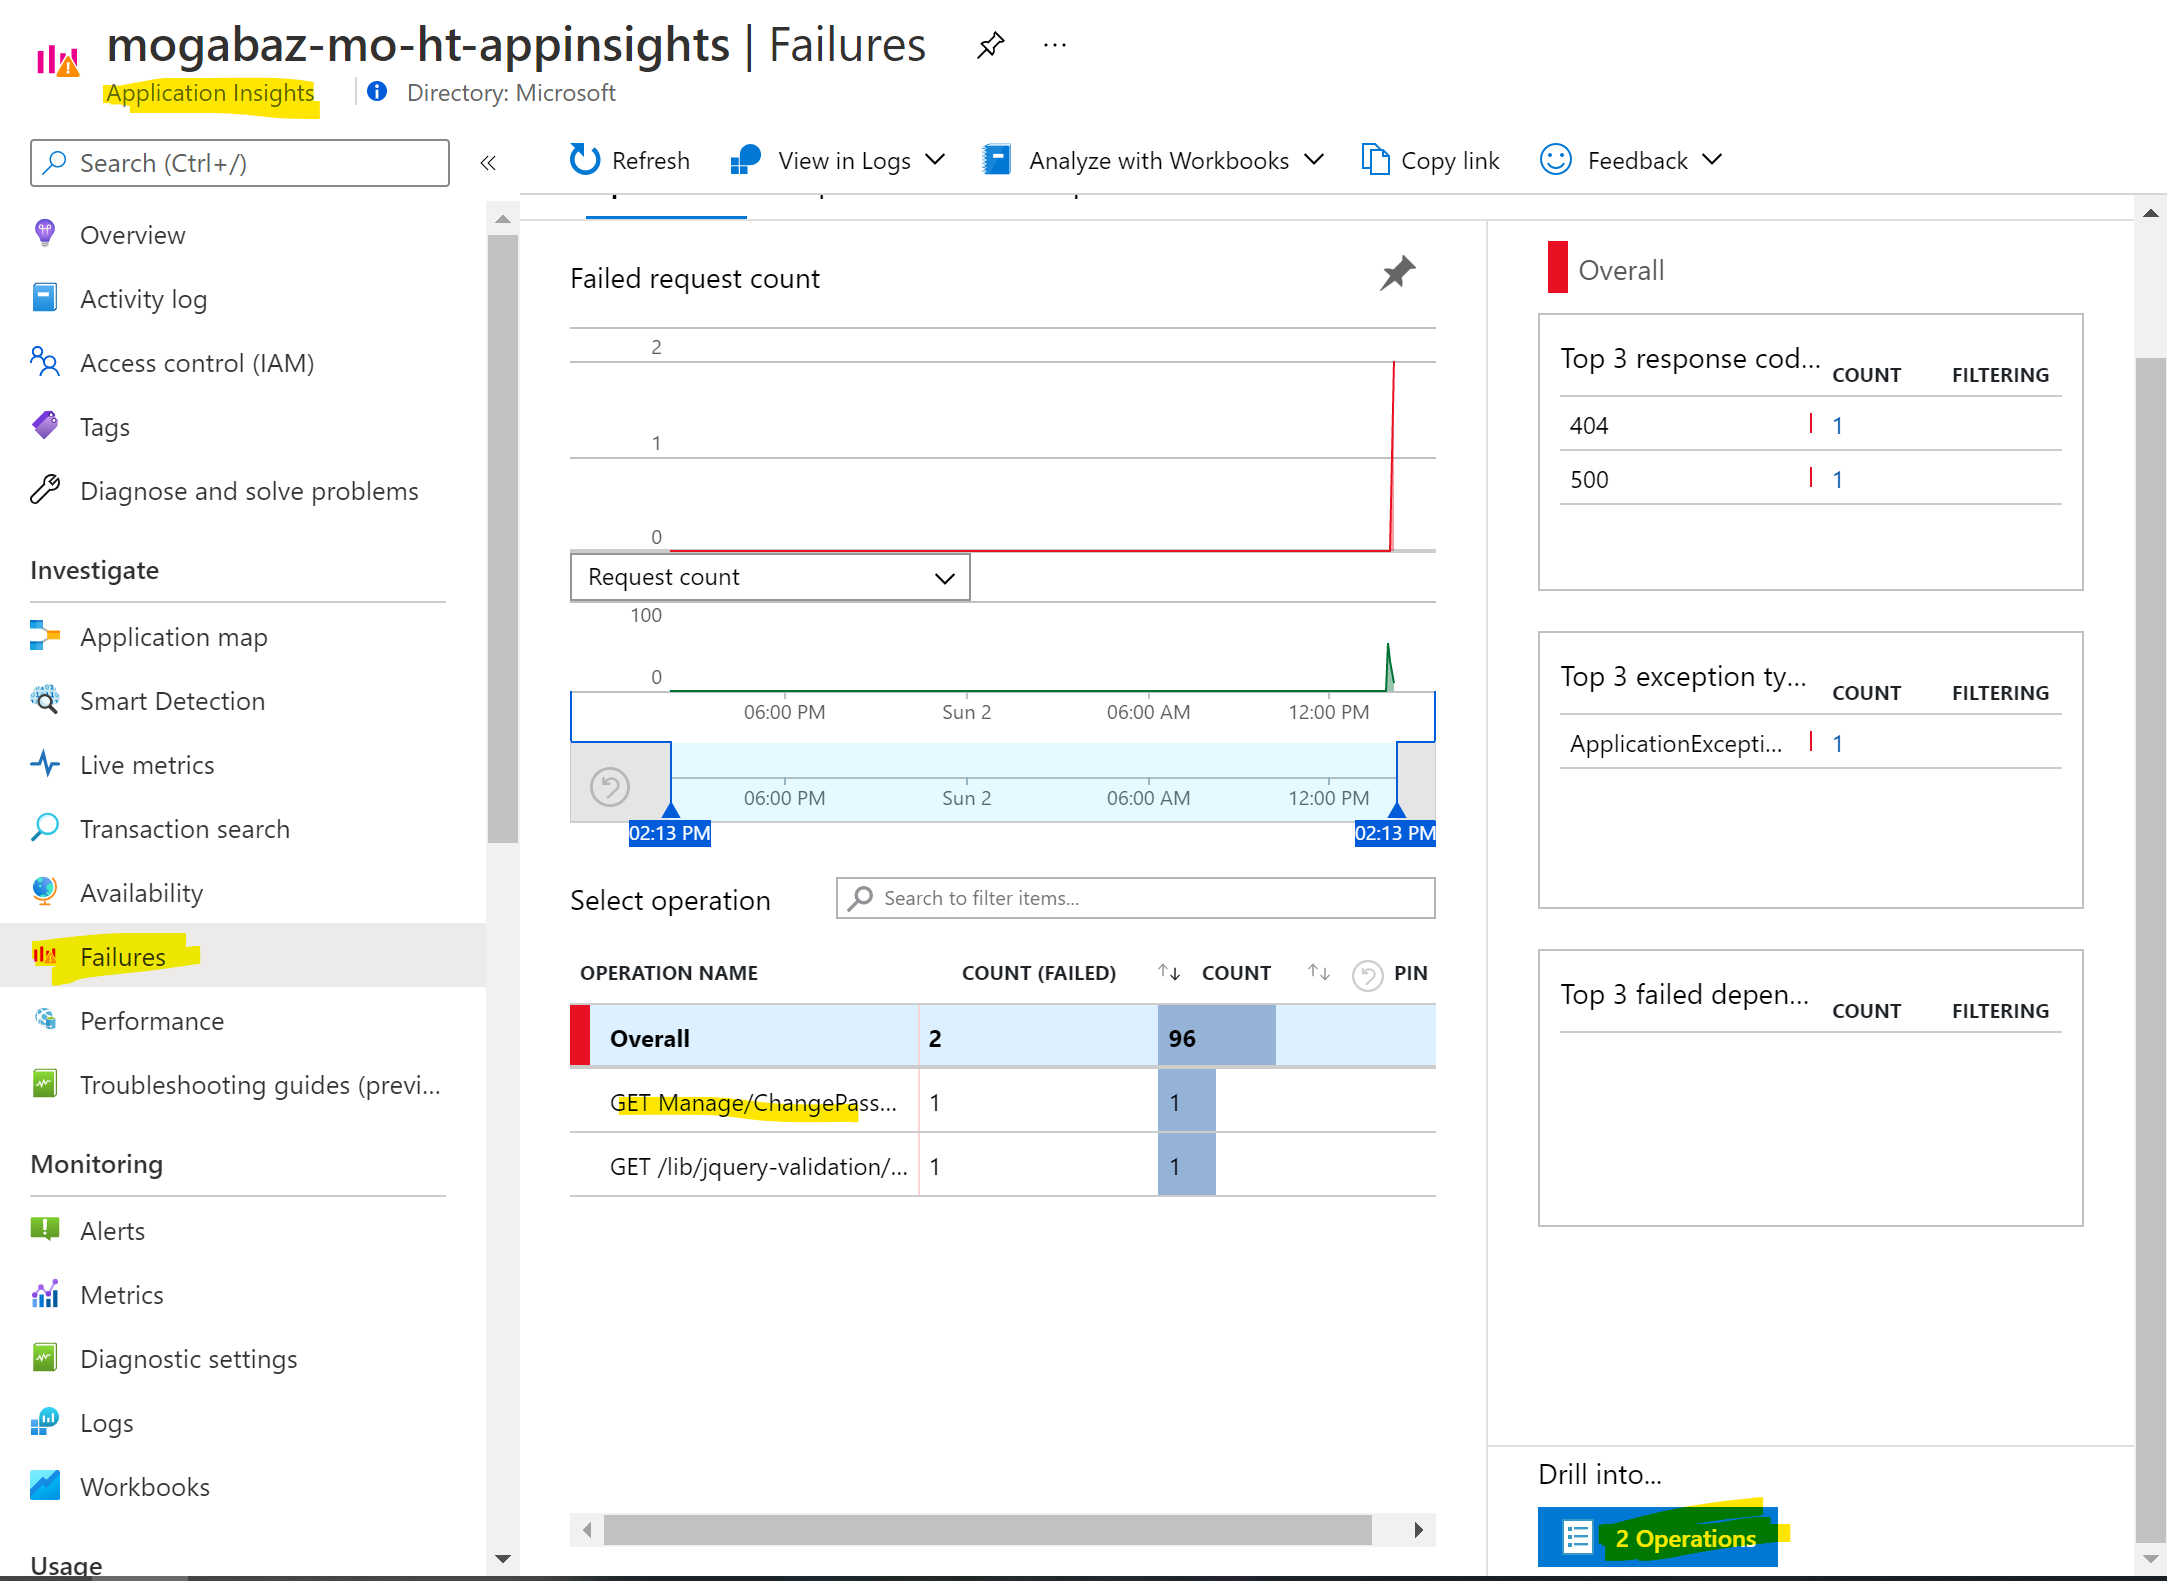 mogabaz-mo-ht-appinsights | Failures
Application Insights
Directory: Microsoft
Search (Ctrl+/)
Refresh
View in Logs
Analyze with Workbooks
Copy link
Feedback
Overview
Activity log
Access control (IAM)
Tags
Diagnose and solve problems
Investigate
Application map
Smart Detection
Live metrics
Transaction search
Availability
Failures
Performance
Troubleshooting guides (previ...
Monitoring
Alerts
Metrics
Diagnostic settings
Logs
Workbooks
Usage
Failed request count
2
1
0
Request count
100
0
06:00 PM Sun 2 06:00 AM 12:00 PM
06:00 PM Sun 2 06:00 AM 12:00 PM
02:13 PM 02:13 PM
Select operation
Search to filter items...
OPERATION NAME COUNT (FAILED) COUNT PIN
Overall 2 96
GET Manage/ChangePass... 1 1
GET /lib/jquery-validation/... 1 1
Overall
Top 3 response cod... COUNT FILTERING
404 1
500 1
Top 3 exception ty... COUNT FILTERING
ApplicationExcepti... 1
Top 3 failed depen... COUNT FILTERING
Drill into...
2 Operations